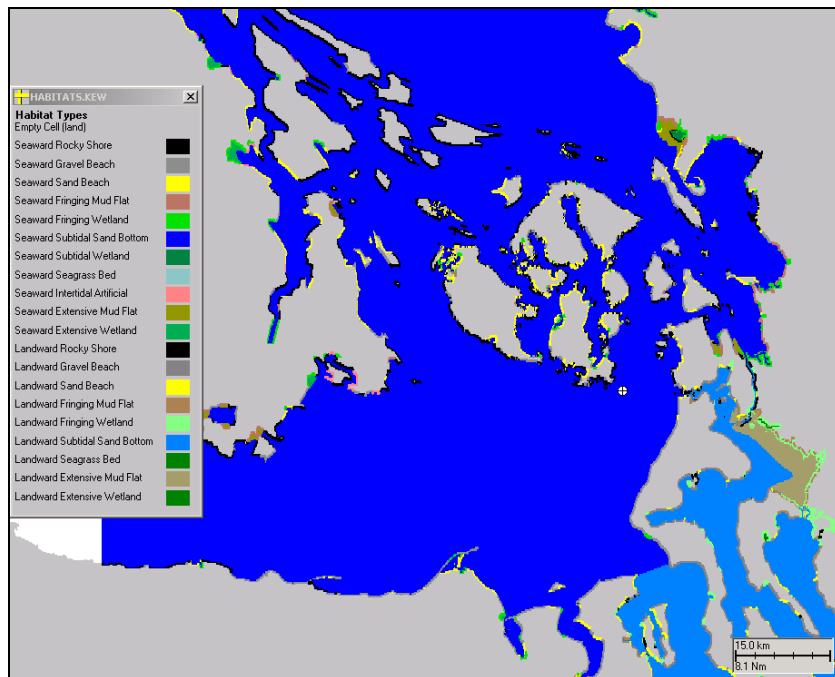 HABITATS.KEW
Habitat Types
Empty Cell (land)
Seaward Rocky Shore
Seaward Gravel Beach
Seaward Sand Beach
Seaward Fringing Mud Flat
Seaward Fringing Wetland
Seaward Subtidal Sand Bottom
Seaward Subtidal Wetland
Seaward Seagrass Bed
Seaward Intertidal Artificial
Seaward Extensive Mud Flat
Seaward Extensive Wetland
Landward Rocky Shore
Landward Gravel Beach
Landward Sand Beach
Landward Fringing Mud Flat
Landward Fringing Wetland
Landward Subtidal Sand Bottom
Landward Seagrass Bed
Landward Extensive Mud Flat
Landward Extensive Wetland
15.0 km
8.1 Nm